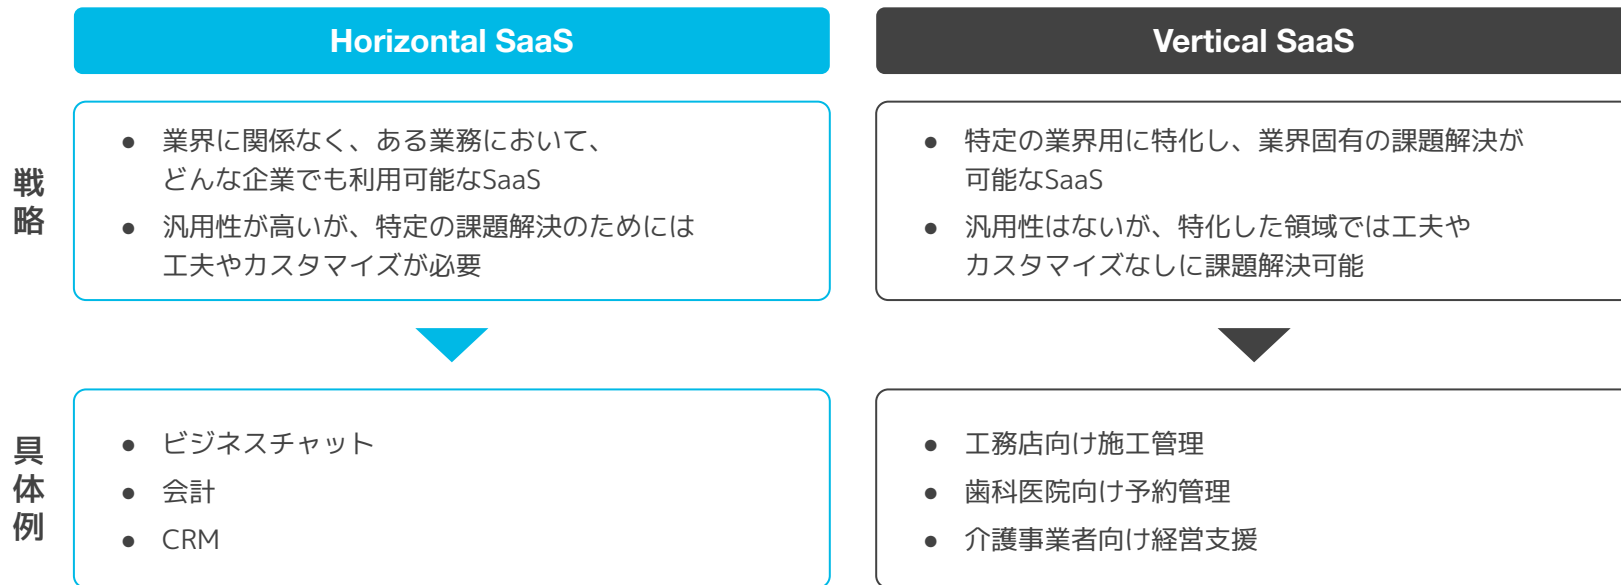 Horizontal SaaS
Vertical SaaS
戦略
● 業界に関係なく、ある業務において、
どんな企業でも利用可能なSaaS
● 汎用性が高いが、特定の課題解決のためには
工夫やカスタマイズが必要
● 特定の業界用に特化し、業界固有の課題解決が
可能なSaaS
● 汎用性はないが、特化した領域では工夫や
カスタマイズなしに課題解決可能
具体例
● ビジネスチャット
● 会計
● CRM
● 工務店向け施工管理
● 歯科医院向け予約管理
● 介護事業者向け経営支援